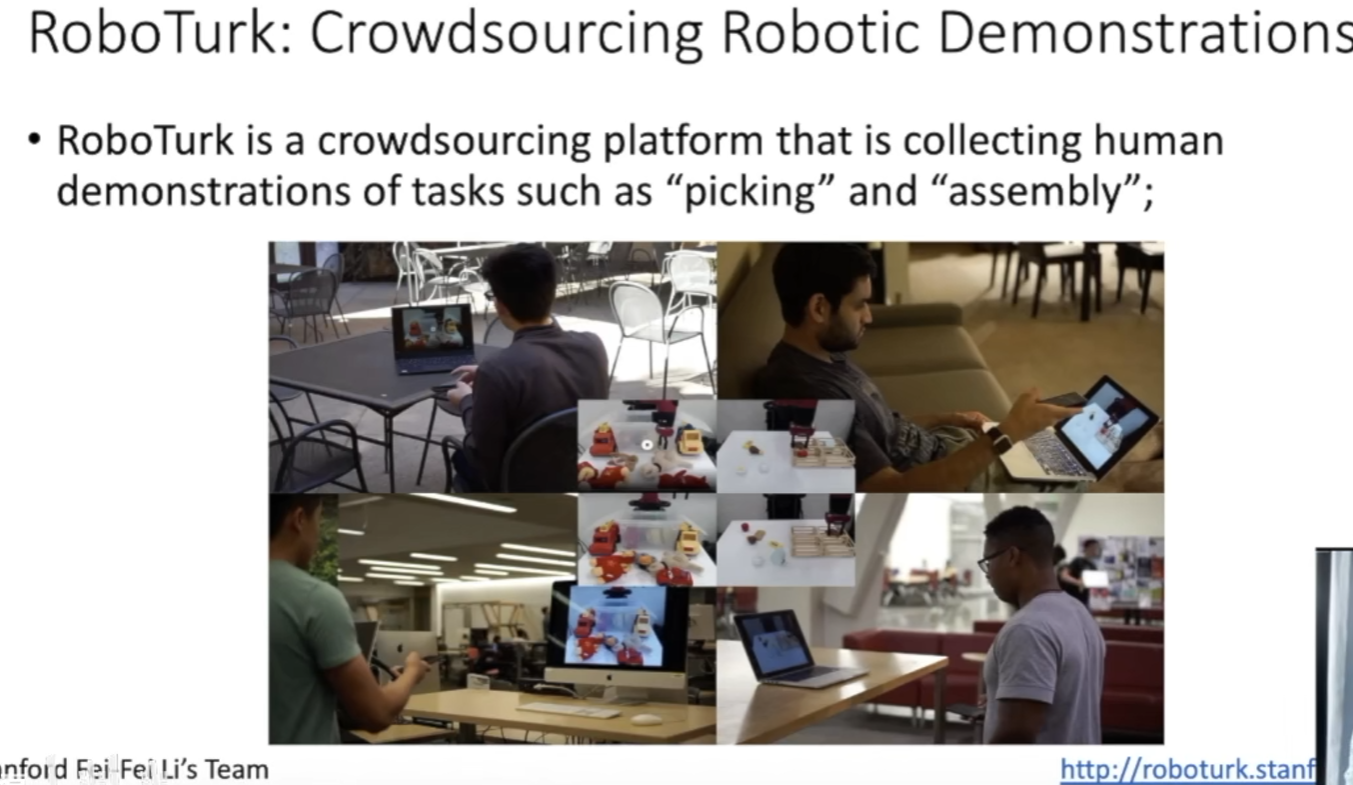 RoboTurk: Crowdsourcing Robotic Demonstrations
• RoboTurk is a crowdsourcing platform that is collecting human
demonstrations of tasks such as “picking” and “assembly”;
anford Fei-Fei Li’s Team
http://roboturk.stanf